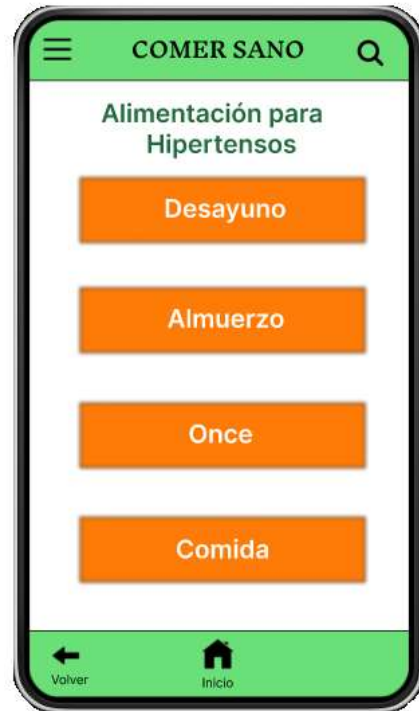 COMER SANO
Alimentación para
Hipertensos
Desayuno
Almuerzo
Once
Comida
Volver
Inicio